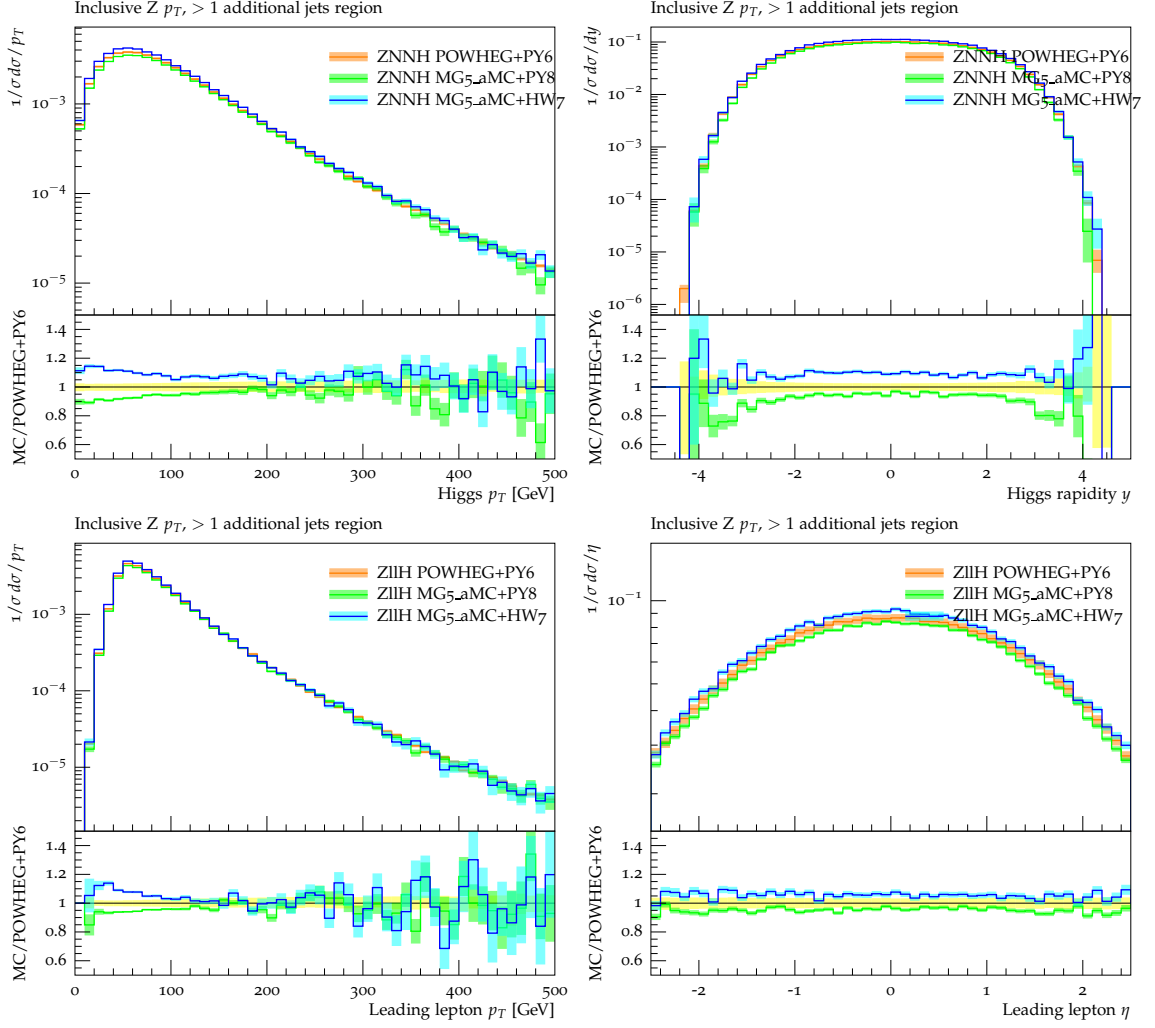 Inclusive Z pT, > 1 additional jets region
1/σ dσ/pT
ZNNH POWHEG+PY6
ZNNH MG5_aMC+PY8
ZNNH MG5_aMC+HW7
10⁻³
10⁻⁴
10⁻⁵
MC/POWHEG+PY6
1.4
1.2
1
0.8
0.6
0 100 200 300 400 500
Higgs pT [GeV]
Inclusive Z pT, > 1 additional jets region
1/σ dσ/dy
ZNNH POWHEG+PY6
ZNNH MG5_aMC+PY8
ZNNH MG5_aMC+HW7
10⁻¹
10⁻²
10⁻³
10⁻⁴
10⁻⁵
10⁻⁶
MC/POWHEG+PY6
1.4
1.2
1
0.8
0.6
-4 -2 0 2 4
Higgs rapidity y
Inclusive Z pT, > 1 additional jets region
1/σ dσ/pT
ZllH POWHEG+PY6
ZllH MG5_aMC+PY8
ZllH MG5_aMC+HW7
10⁻³
10⁻⁴
10⁻⁵
MC/POWHEG+PY6
1.4
1.2
1
0.8
0.6
0 100 200 300 400 500
Leading lepton pT [GeV]
Inclusive Z pT, > 1 additional jets region
1/σ dσ/η
ZllH POWHEG+PY6
ZllH MG5_aMC+PY8
ZllH MG5_aMC+HW7
10⁻¹
MC/POWHEG+PY6
1.4
1.2
1
0.8
0.6
-2 -1 0 1 2
Leading lepton η